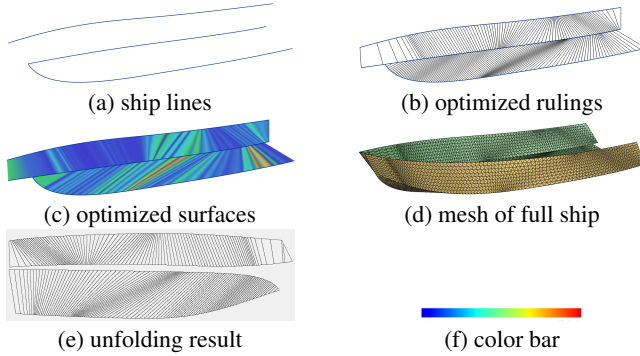 (a) ship lines
(b) optimized rulings
(c) optimized surfaces
(d) mesh of full ship
(e) unfolding result
(f) color bar